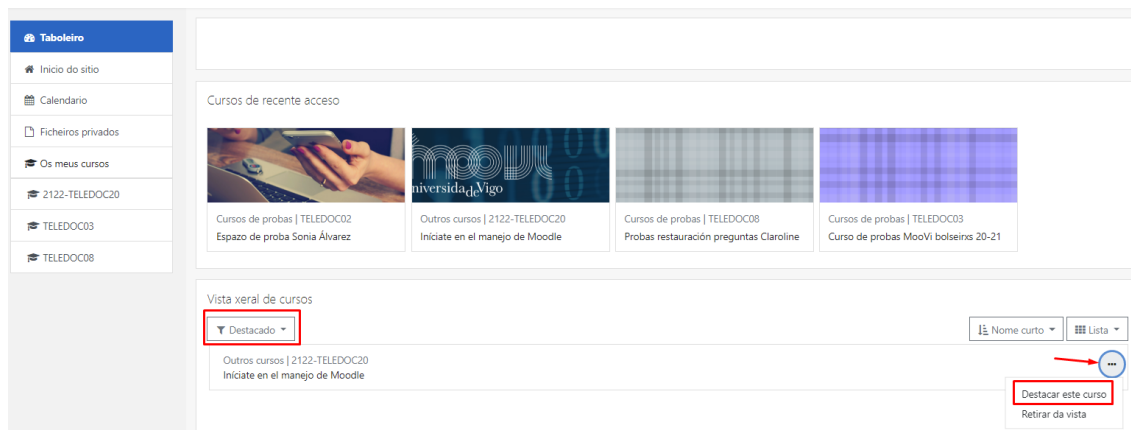 Taboleiro
Inicio do sitio
Calendario
Ficheiros privados
Os meus cursos
2122-TELEDOC20
TELEDOC03
TELEDOC08
Cursos de recente acceso
niversidadeVigo
Cursos de probas | TELEDOC02
Espazo de proba Sonia Álvarez
Outros cursos | 2122-TELEDOC20
Iníciate en el manejo de Moodle
Cursos de probas | TELEDOC08
Probas restauración preguntas Claroline
Cursos de probas | TELEDOC03
Curso de probas MooVi bolseirxs 20-21
Vista xeral de cursos
Destacado
Nome curto
Lista
Outros cursos | 2122-TELEDOC20
Iníciate en el manejo de Moodle
Destacar este curso
Retirar da vista